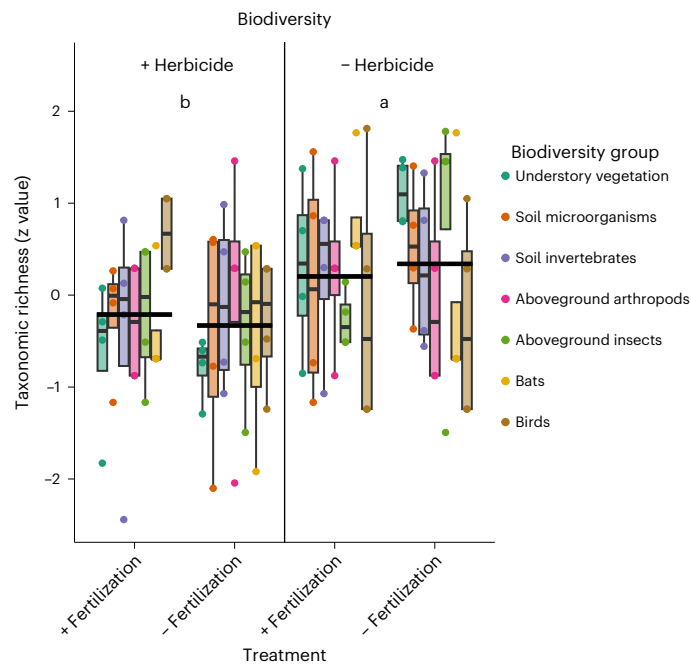 Biodiversity
+ Herbicide
− Herbicide
b
a
Taxonomic richness (z value)
2
1
0
−1
−2
+ Fertilization
− Fertilization
+ Fertilization
− Fertilization
Treatment
Biodiversity group
Understory vegetation
Soil microorganisms
Soil invertebrates
Aboveground arthropods
Aboveground insects
Bats
Birds